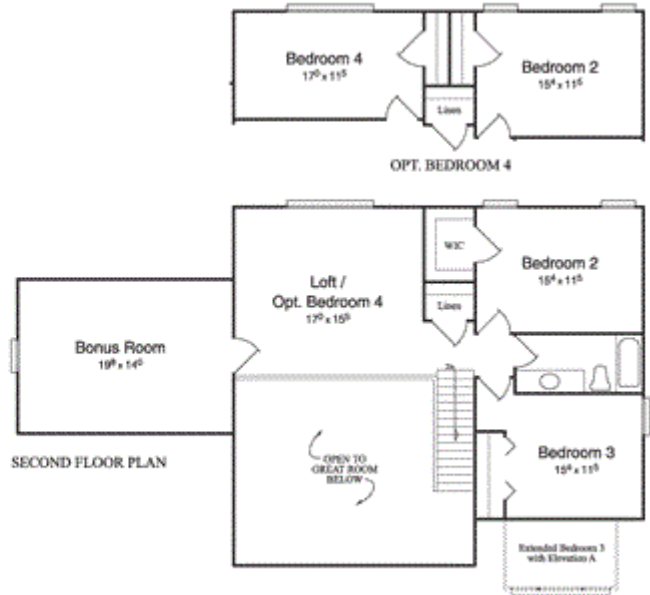 Bedroom 4
17⁰ x 11⁵
Bedroom 2
15⁴ x 11⁵
Linen
OPT. BEDROOM 4
WIC
Bedroom 2
15⁴ x 11⁵
Loft /
Opt. Bedroom 4
17⁰ x 15⁵
Linen
Bonus Room
19⁸ x 14⁰
SECOND FLOOR PLAN
OPEN TO
GREAT ROOM
BELOW
Bedroom 3
15⁴ x 11⁵
Extended Bedroom 3
with Elevation A